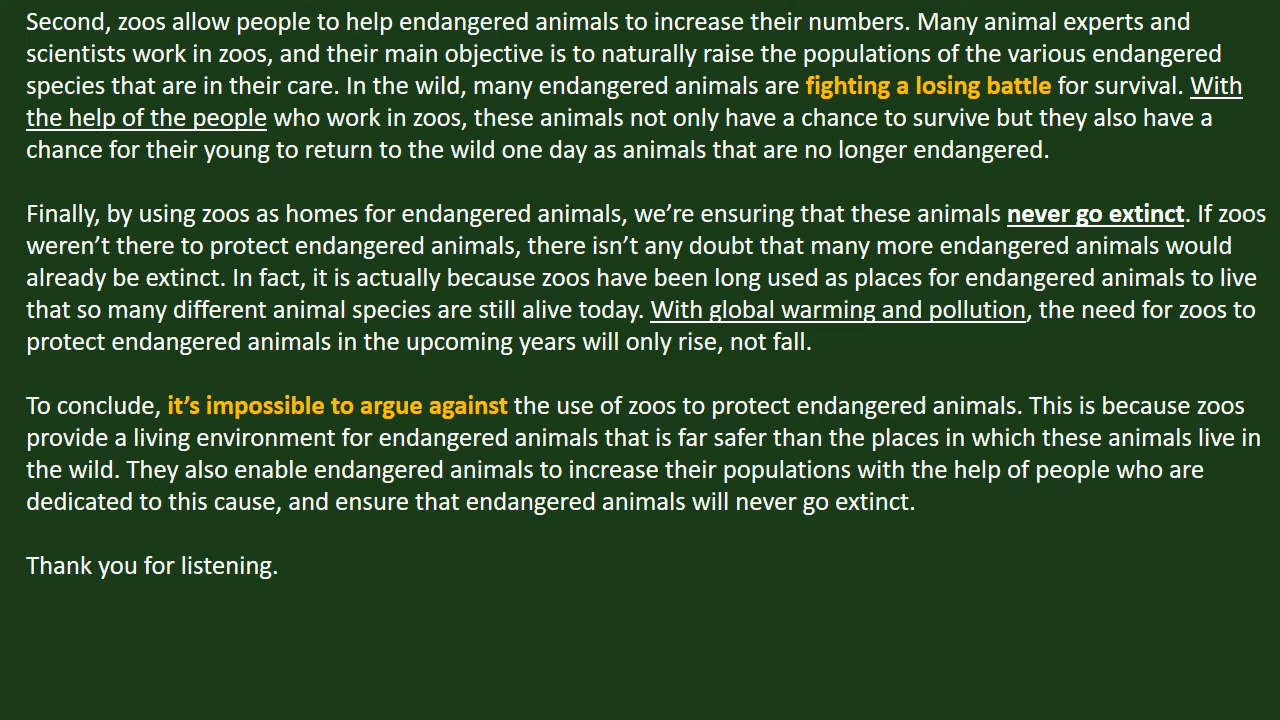 Second, zoos allow people to help endangered animals to increase their numbers. Many animal experts and
scientists work in zoos, and their main objective is to naturally raise the populations of the various endangered
species that are in their care. In the wild, many endangered animals are fighting a losing battle for survival. With
the help of the people who work in zoos, these animals not only have a chance to survive but they also have a
chance for their young to return to the wild one day as animals that are no longer endangered.
Finally, by using zoos as homes for endangered animals, we’re ensuring that these animals never go extinct. If zoos
weren’t there to protect endangered animals, there isn’t any doubt that many more endangered animals would
already be extinct. In fact, it is actually because zoos have been long used as places for endangered animals to live
that so many different animal species are still alive today. With global warming and pollution, the need for zoos to
protect endangered animals in the upcoming years will only rise, not fall.
To conclude, it’s impossible to argue against the use of zoos to protect endangered animals. This is because zoos
provide a living environment for endangered animals that is far safer than the places in which these animals live in
the wild. They also enable endangered animals to increase their populations with the help of people who are
dedicated to this cause, and ensure that endangered animals will never go extinct.
Thank you for listening.